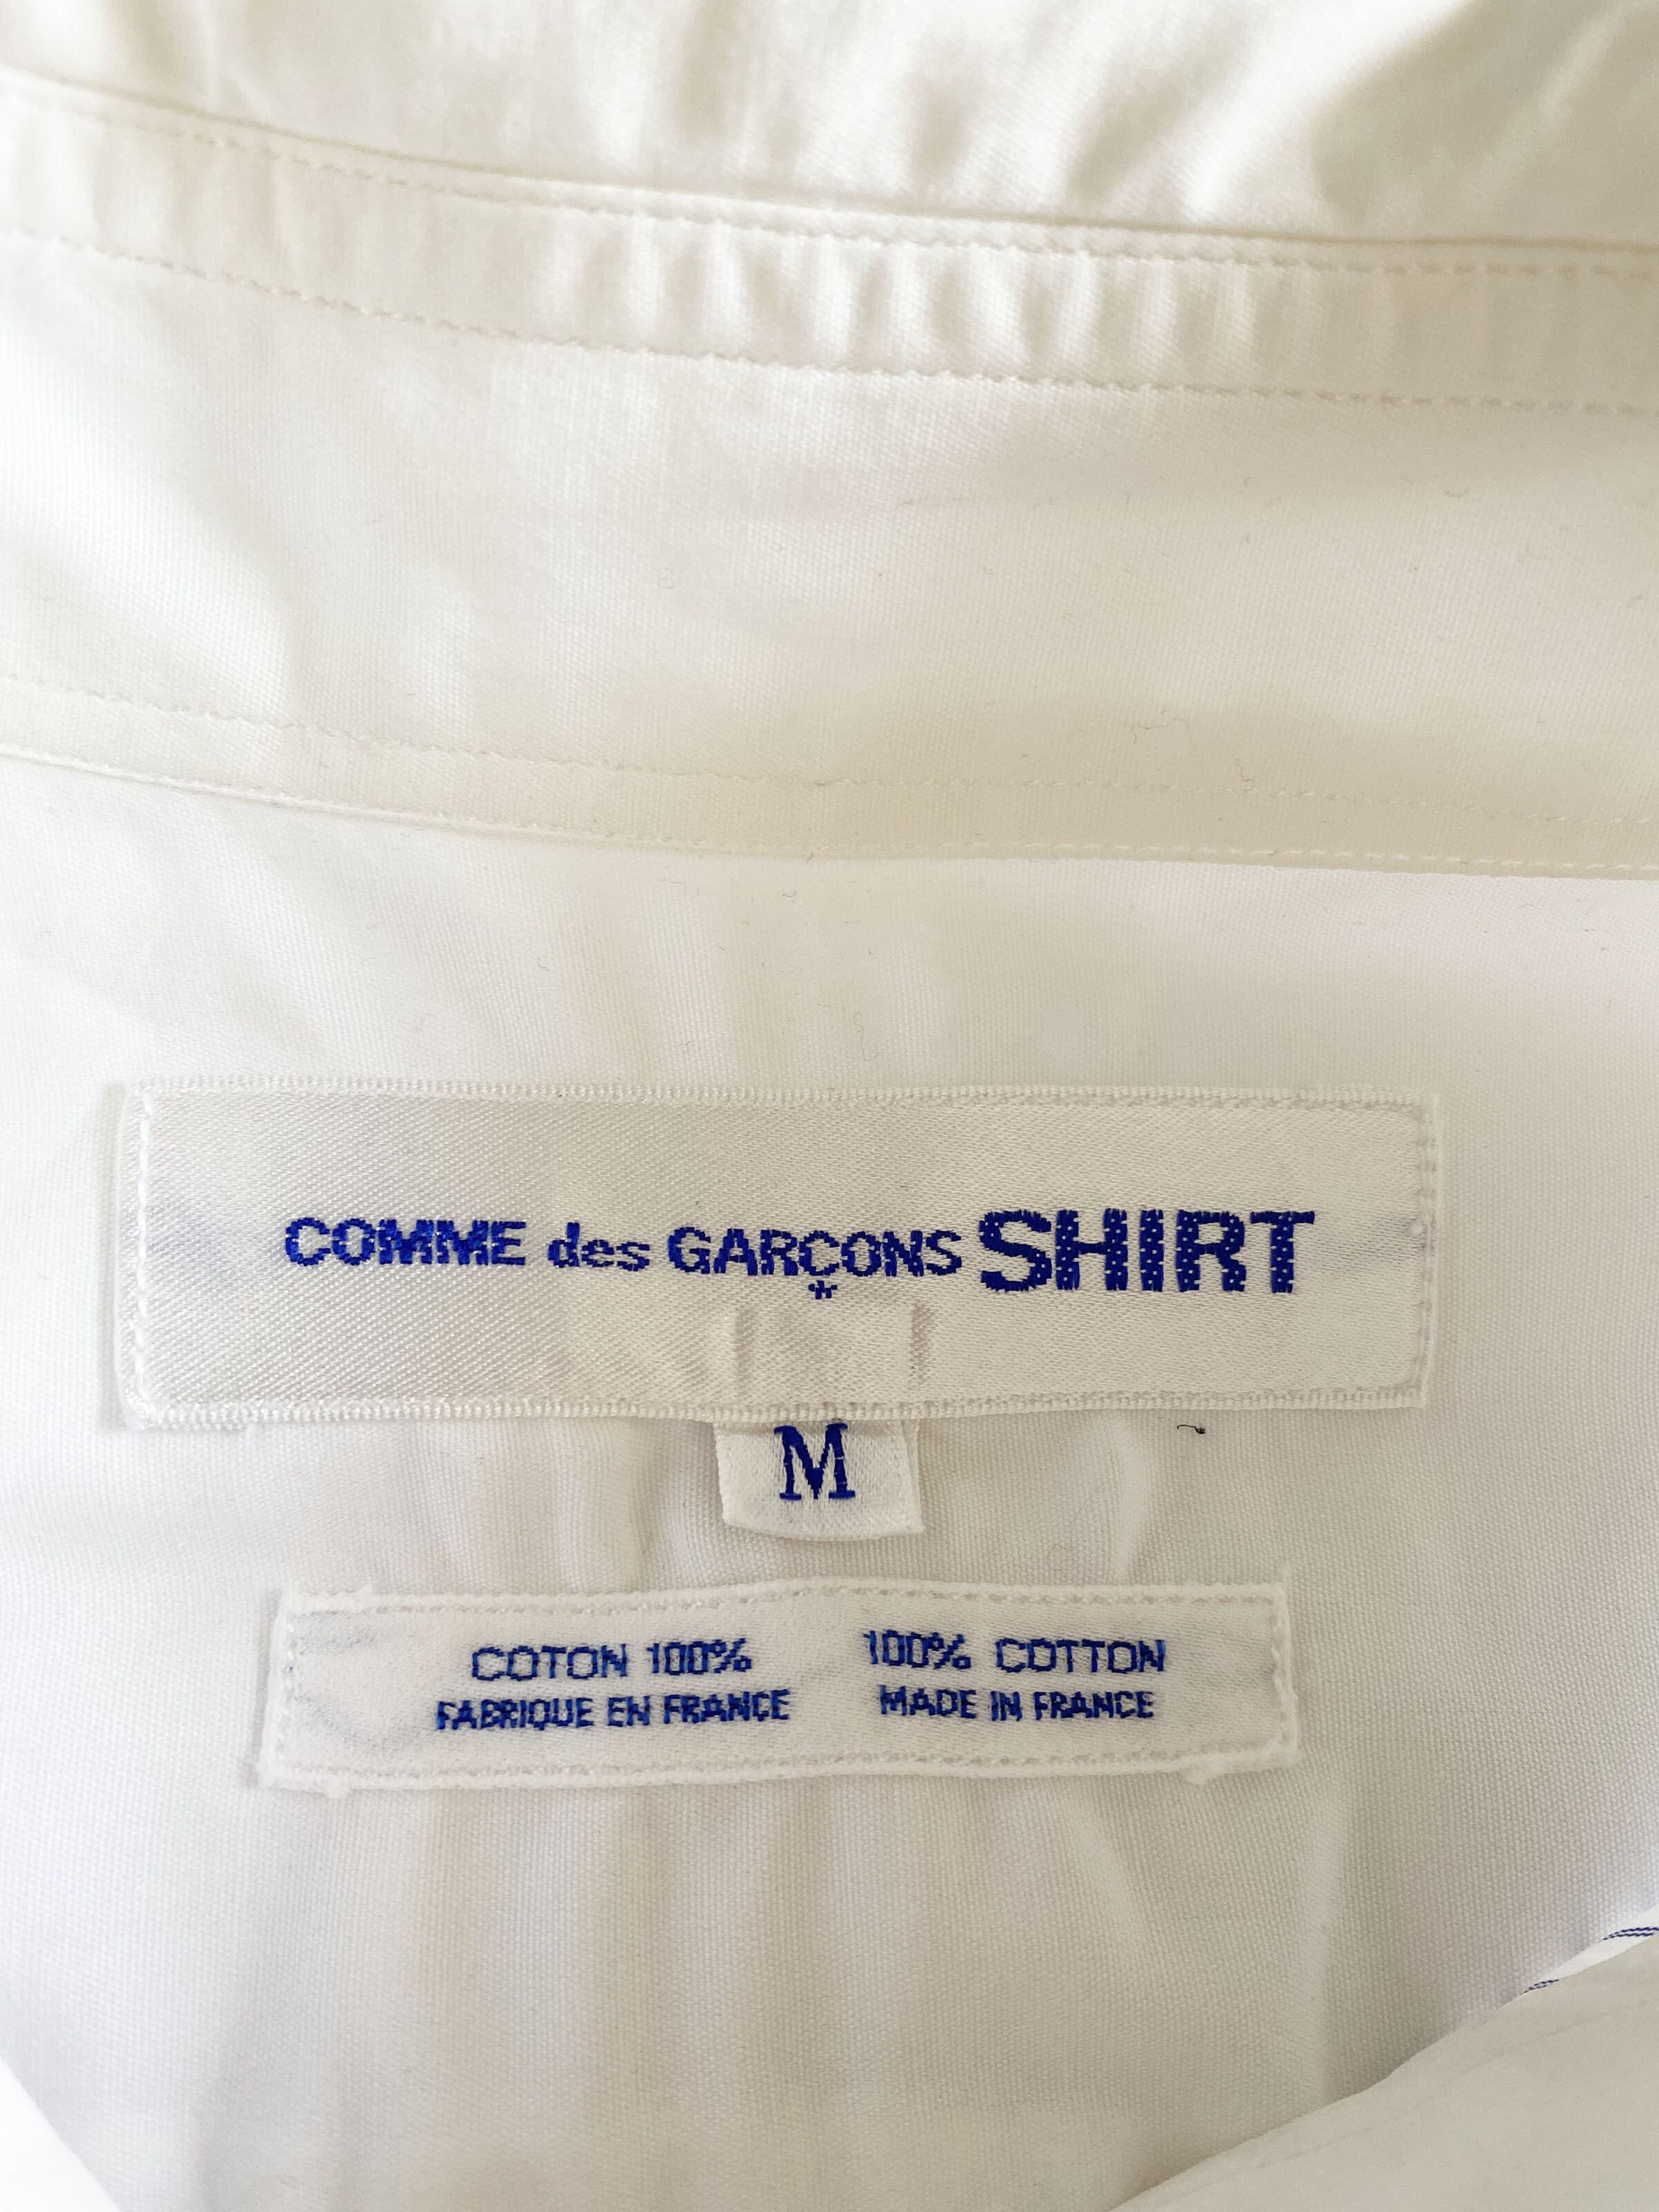 COMME des GARÇONS SHIRT
*
M
COTON 100%
FABRIQUE EN FRANCE
100% COTTON
MADE IN FRANCE